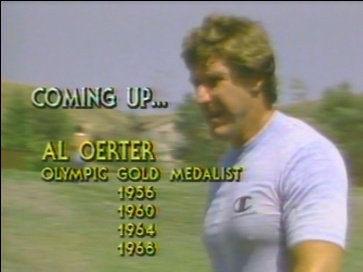 COMING UP...
AL OERTER
OLYMPIC GOLD MEDALIST
1956
1960
1964
1968